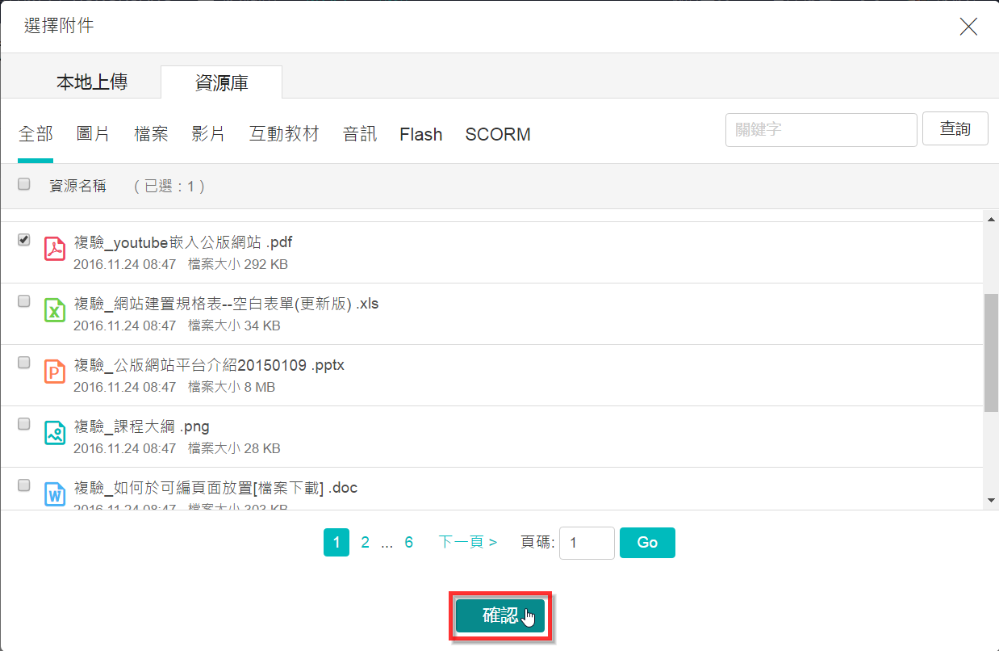 選擇附件
本地上傳 資源庫
全部 圖片 檔案 影片 互動教材 音訊 Flash SCORM 關鍵字 查詢
資源名稱 （已選：1）
複驗_youtube嵌入公版網站 .pdf
2016.11.24 08:47 檔案大小 292 KB
複驗_網站建置規格表--空白表單(更新版) .xls
2016.11.24 08:47 檔案大小 34 KB
複驗_公版網站平台介紹20150109 .pptx
2016.11.24 08:47 檔案大小 8 MB
複驗_課程大綱 .png
2016.11.24 08:47 檔案大小 28 KB
複驗_如何於可編頁面放置[檔案下載] .doc
2016.11.24 08:47 檔案大小 303 KB
1 2 ... 6 下一頁 > 頁碼: 1 Go
確認